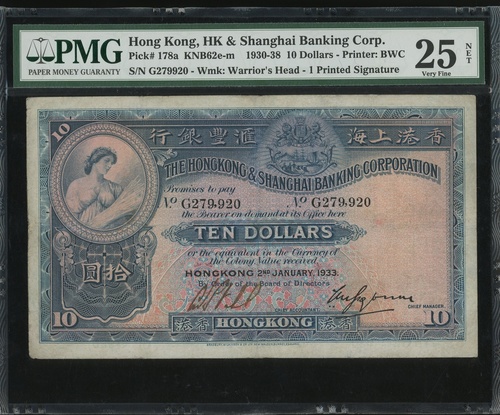 PMG
PAPER MONEY GUARANTY
Hong Kong, HK & Shanghai Banking Corp.
Pick# 178a KNB62e-m 1930-38 10 Dollars - Printer: BWC
S/N G279920 - Wmk: Warrior's Head - 1 Printed Signature
25
NET
Very Fine
10
行銀豐滙 海上港香
10
THE HONGKONG & SHANGHAI BANKING CORPORATION
Promises to pay
No G279,920 No G279,920
the Bearer on demand at its Office here
TEN DOLLARS
or the equivalent in the Currency of
the Colony, Value received.
HONGKONG 2ND JANUARY, 1933.
By Order of the Board of Directors
圓拾
CHIEF ACCOUNTANT.
CHIEF MANAGER.
10
港香
HONGKONG
港香
10